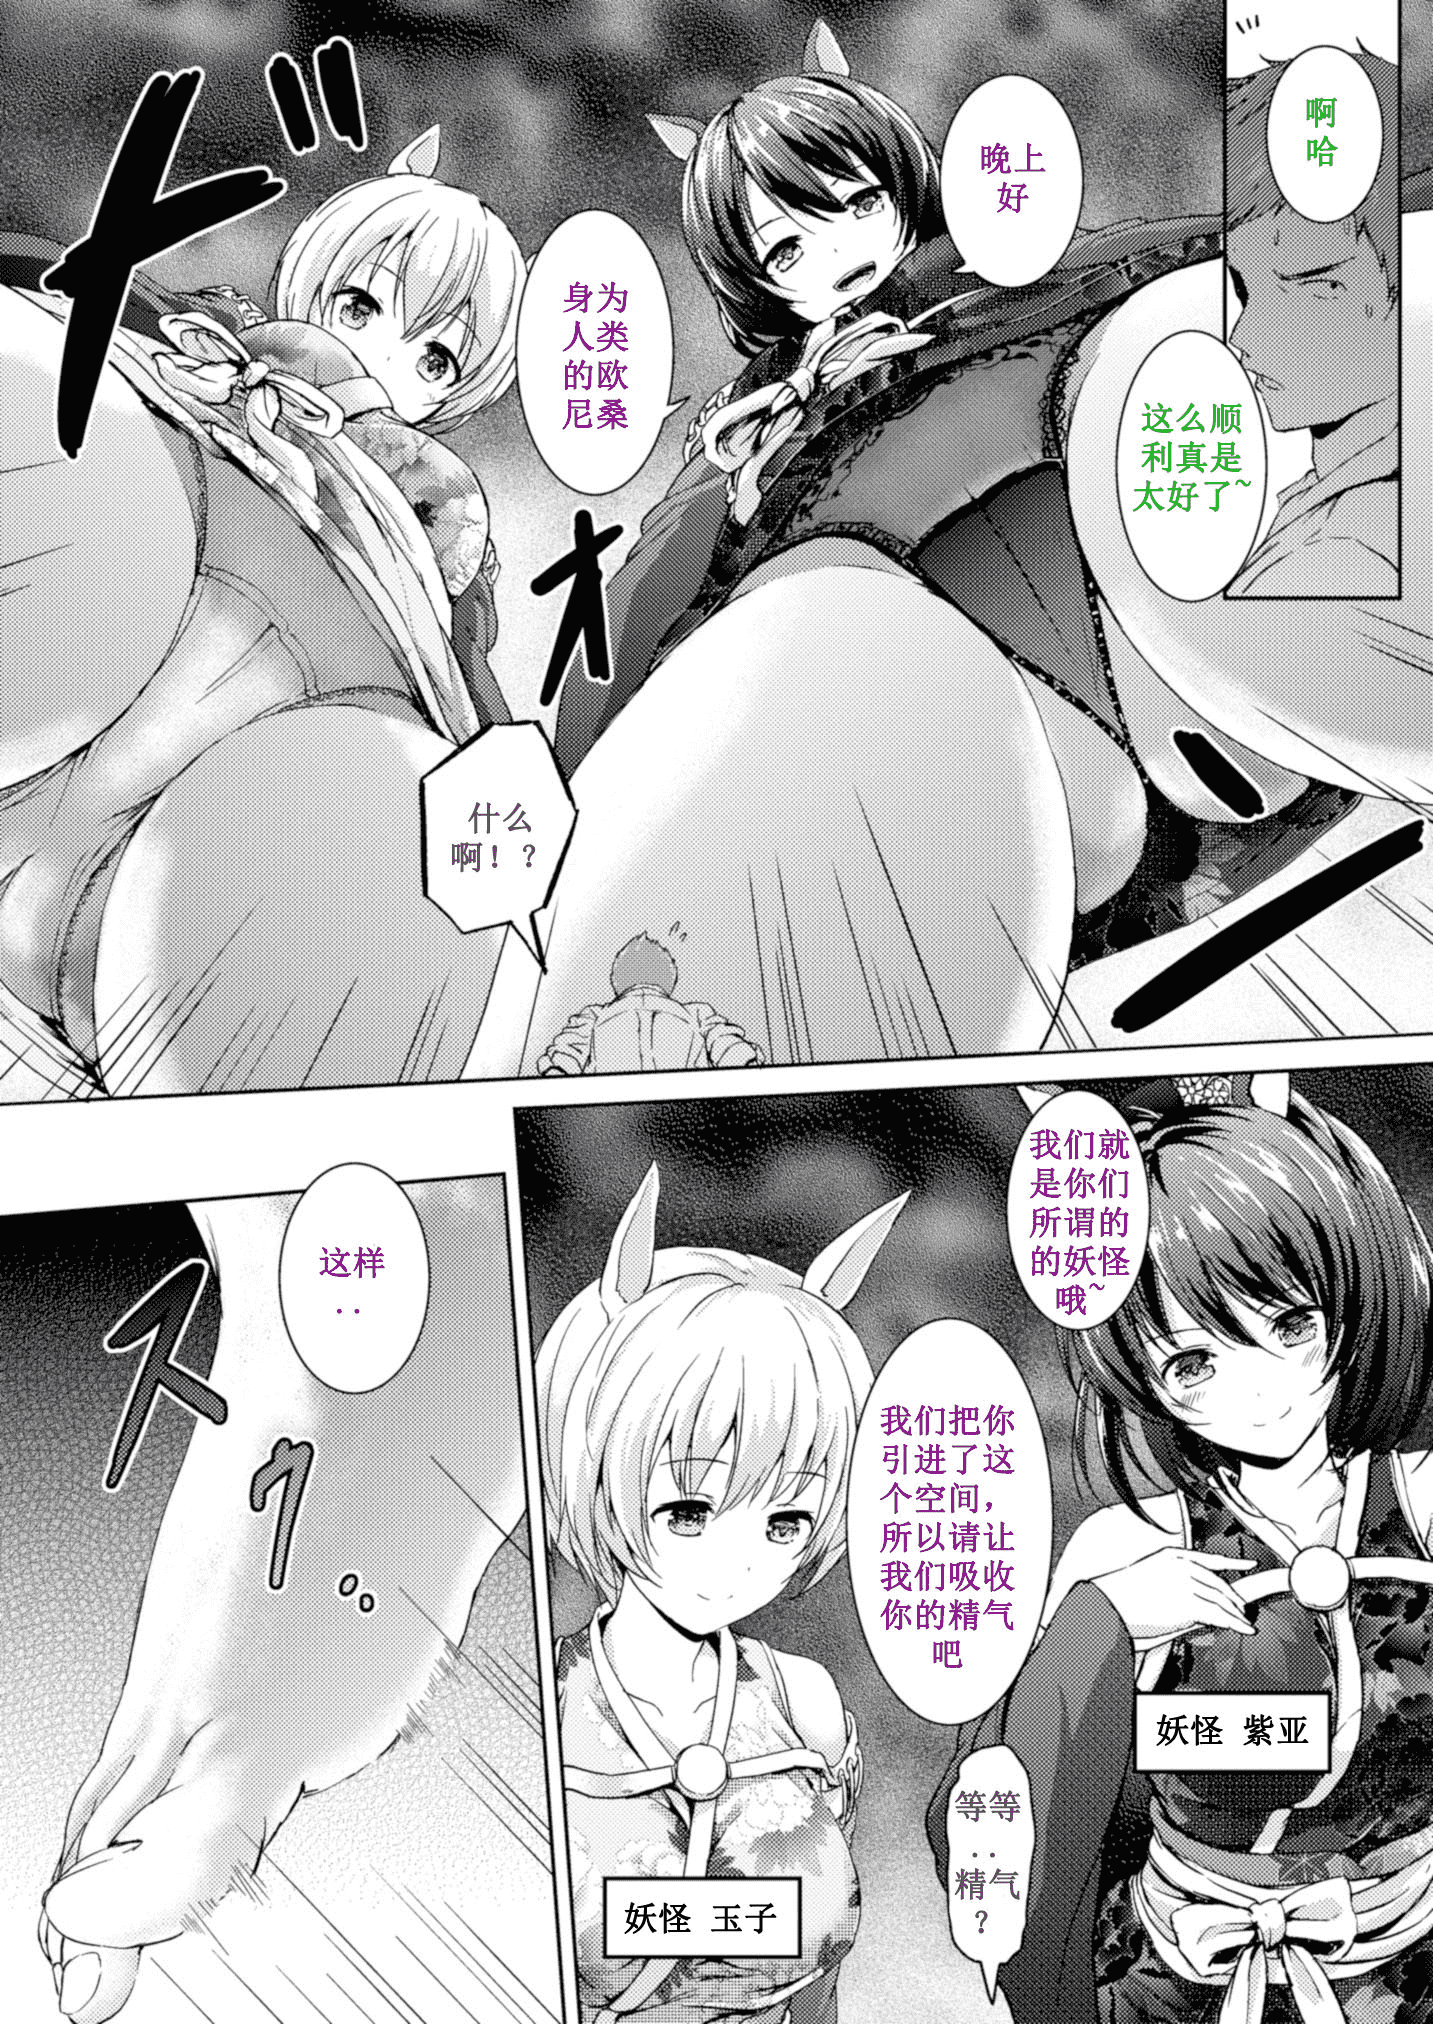 啊
哈
这么顺
利真是
太好了~
晚上
好
身为
人类
的欧
尼桑
ドドン
什么
啊！？
我们就
是你们
所谓的
的妖怪
哦~
我们把你
引进了这
个空间，
所以请让
我们吸收
你的精气
吧
妖怪 紫亚
等等
..
精气
？
妖怪 玉子
这样
..
スッ…